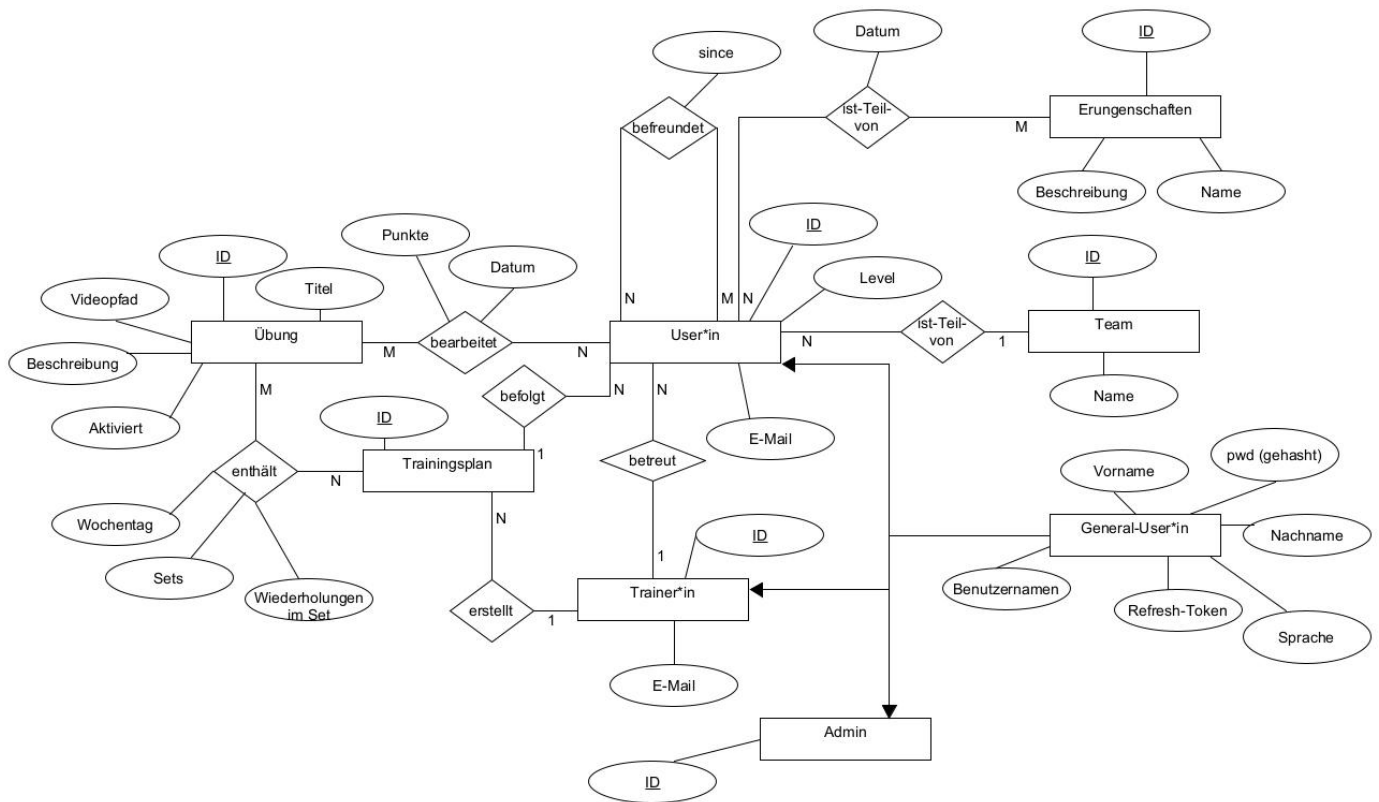 Datum
ID
since
ist-Teil-
von
Erungenschaften
befreundet
M
Beschreibung
Name
ID
Punkte
ID
ID
Datum
Level
Titel
Videopfad
N
M
N
Übung
User*in
ist-Teil-
von
Team
bearbeitet
M
N
N
1
Beschreibung
befolgt
N
N
M
Name
ID
Aktiviert
E-Mail
1
Trainingsplan
betreut
pwd (gehasht)
enthält
N
Vorname
Wochentag
N
General-User*in
ID
Nachname
1
Sets
Benutzernamen
Trainer*in
Wiederholungen
im Set
erstellt
1
Refresh-Token
Sprache
E-Mail
Admin
ID